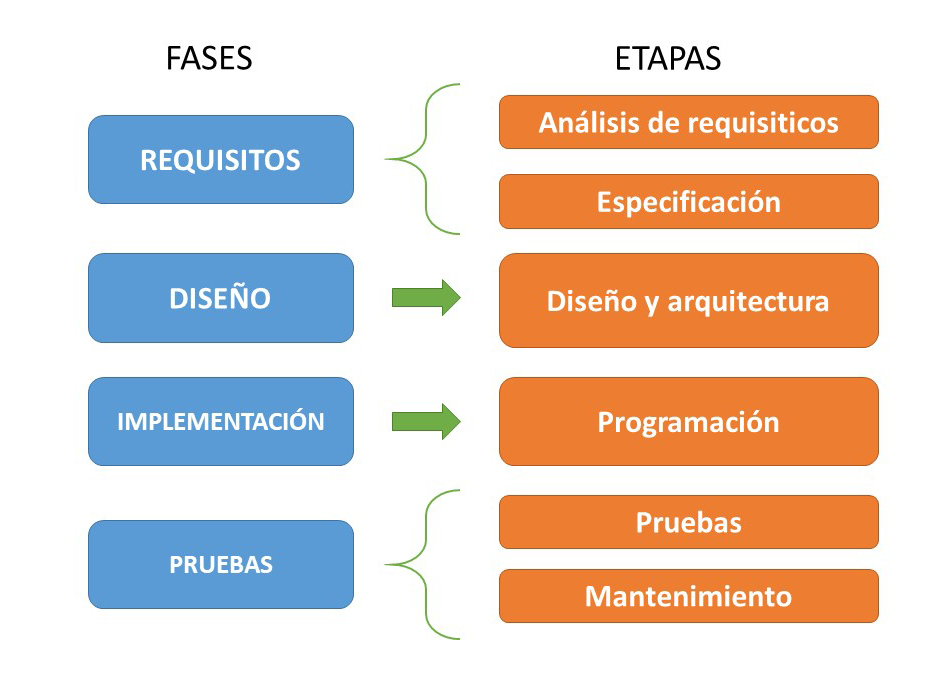 FASES
ETAPAS
REQUISITOS
Análisis de requisiticos
Especificación
DISEÑO
Diseño y arquitectura
IMPLEMENTACIÓN
Programación
PRUEBAS
Pruebas
Mantenimiento